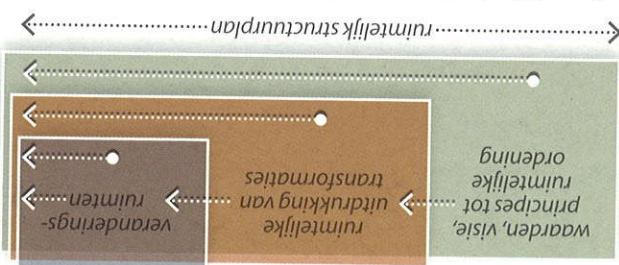 waarden, visie,
principes tot
ruimtelijke
ordening
ruimtelijke
uitdrukking van
transformaties
veranderings-
ruimten
ruimtelijk structuurplan